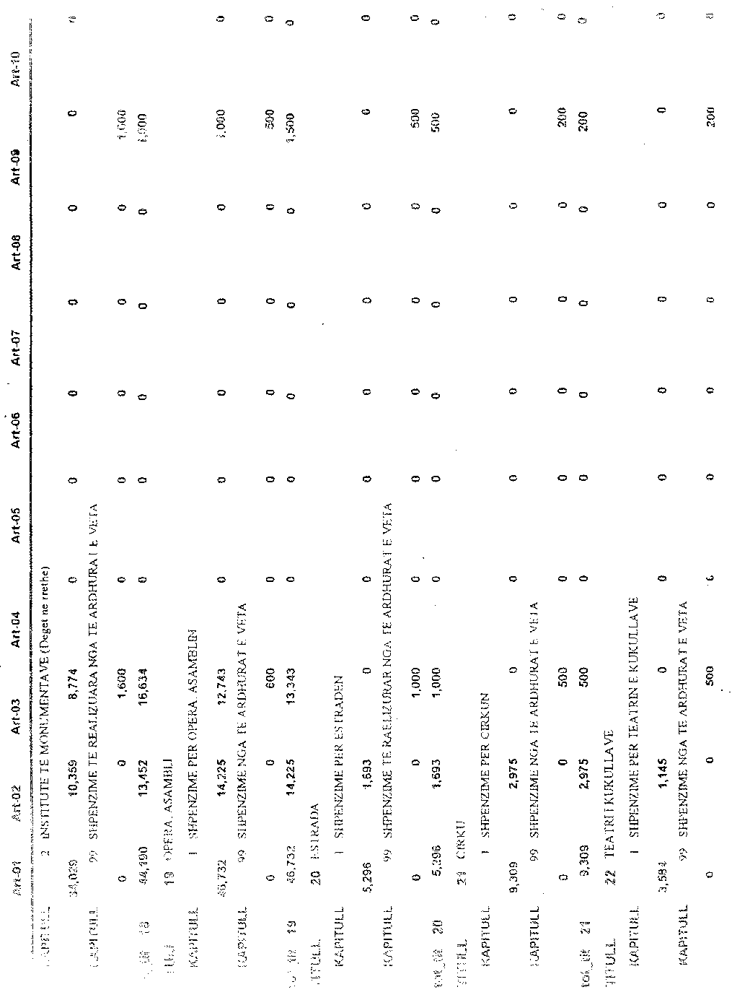 Art-01 Art-02 Art-03 Art-04 Art-05 Art-06 Art-07 Art-08 Art-09 Art-10
2 INSTITUTE TE MONUMENTAVE (Deget ne rrethe)
34,029 10,359 8,774 0 0 0 0 0 0 0
KAPITULL 99 SHPENZIME TE REALIZUARA NGA TE ARDHURAT E VETA
0 0 1,600 0 0 0 0 0 1,000
44,190 13,452 16,634 0 0 0 0 0 1,000
19 OPERA, ASAMBLI
KAPITULL 1 SHPENZIME PER OPERA, ASAMBLIN
46,732 14,225 12,743 0 0 0 0 0 1,000 0
KAPITULL 99 SHPENZIME NGA TE ARDHURAT E VETA
0 0 600 0 0 0 0 0 500 0
19 46,732 14,225 13,343 0 0 0 0 0 1,500 0
TITULL 20 ESTRADA
KAPITULL 1 SHPENZIME PER ESTRADEN
5,296 1,693 0 0 0 0 0 0 0 0
KAPITULL 99 SHPENZIME TE RAELIZURAR NGA TE ARDHURAT E VETA
0 0 1,000 0 0 0 0 0 500 0
20 5,296 1,693 1,000 0 0 0 0 0 500 0
TITULL 21 CIRKU
KAPITULL 1 SHPENZIME PER CIRKUN
9,309 2,975 0 0 0 0 0 0 0 0
KAPITULL 99 SHPENZIME NGA TE ARDHURAT E VETA
0 0 500 0 0 0 0 0 200 0
21 9,309 2,975 500 0 0 0 0 0 200 0
TITULL 22 TEATRI I KUKULLAVE
KAPITULL 1 SHPENZIME PER TEATRIN E KUKULLAVE
3,584 1,145 0 0 0 0 0 0 0 0
KAPITULL 99 SHPENZIME NGA TE ARDHURAT E VETA
0 0 500 0 0 0 0 200 0